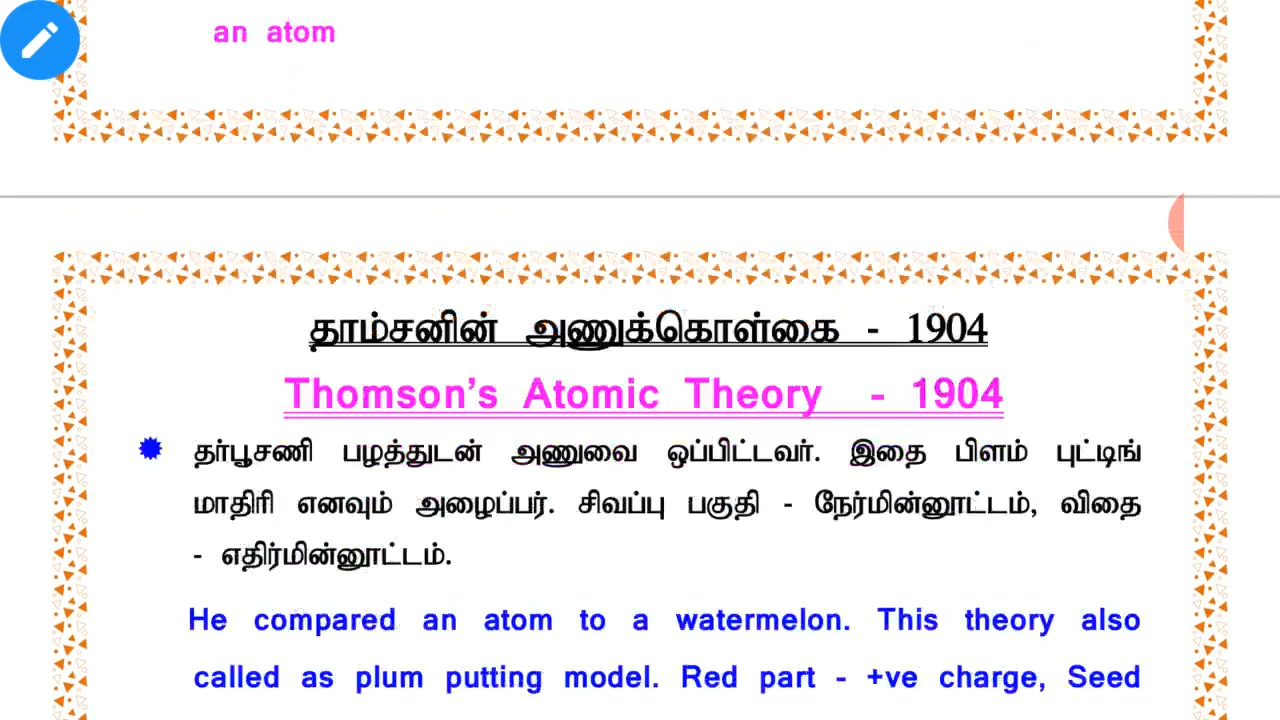 an atom
தாம்சனின் அணுக்கொள்கை - 1904
Thomson's Atomic Theory - 1904
தர்பூசணி பழத்துடன் அணுவை ஒப்பிட்டவர். இதை பிளம் புட்டிங்
மாதிரி எனவும் அழைப்பர். சிவப்பு பகுதி - நேர்மின்னூட்டம், விதை
- எதிர்மின்னூட்டம்.
He compared an atom to a watermelon. This theory also
called as plum putting model. Red part - +ve charge, Seed